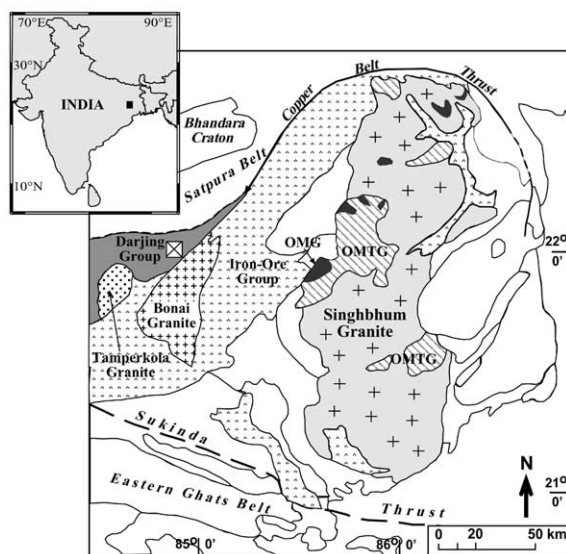 70°E 90°E
30°N
INDIA
10°N
Bhandara
Craton
Satpura Belt
Copper Belt Thrust
Darjing
Group
OMG
OMTG
Iron-Ore
Group
22°
0'
Bonai
Granite
Singhbhum
Granite
Tamperkola
Granite
OMTG
Sukinda
Thrust
Eastern Ghats Belt
N
21°
0'
85° 0' 86° 0'
0 20 50 km